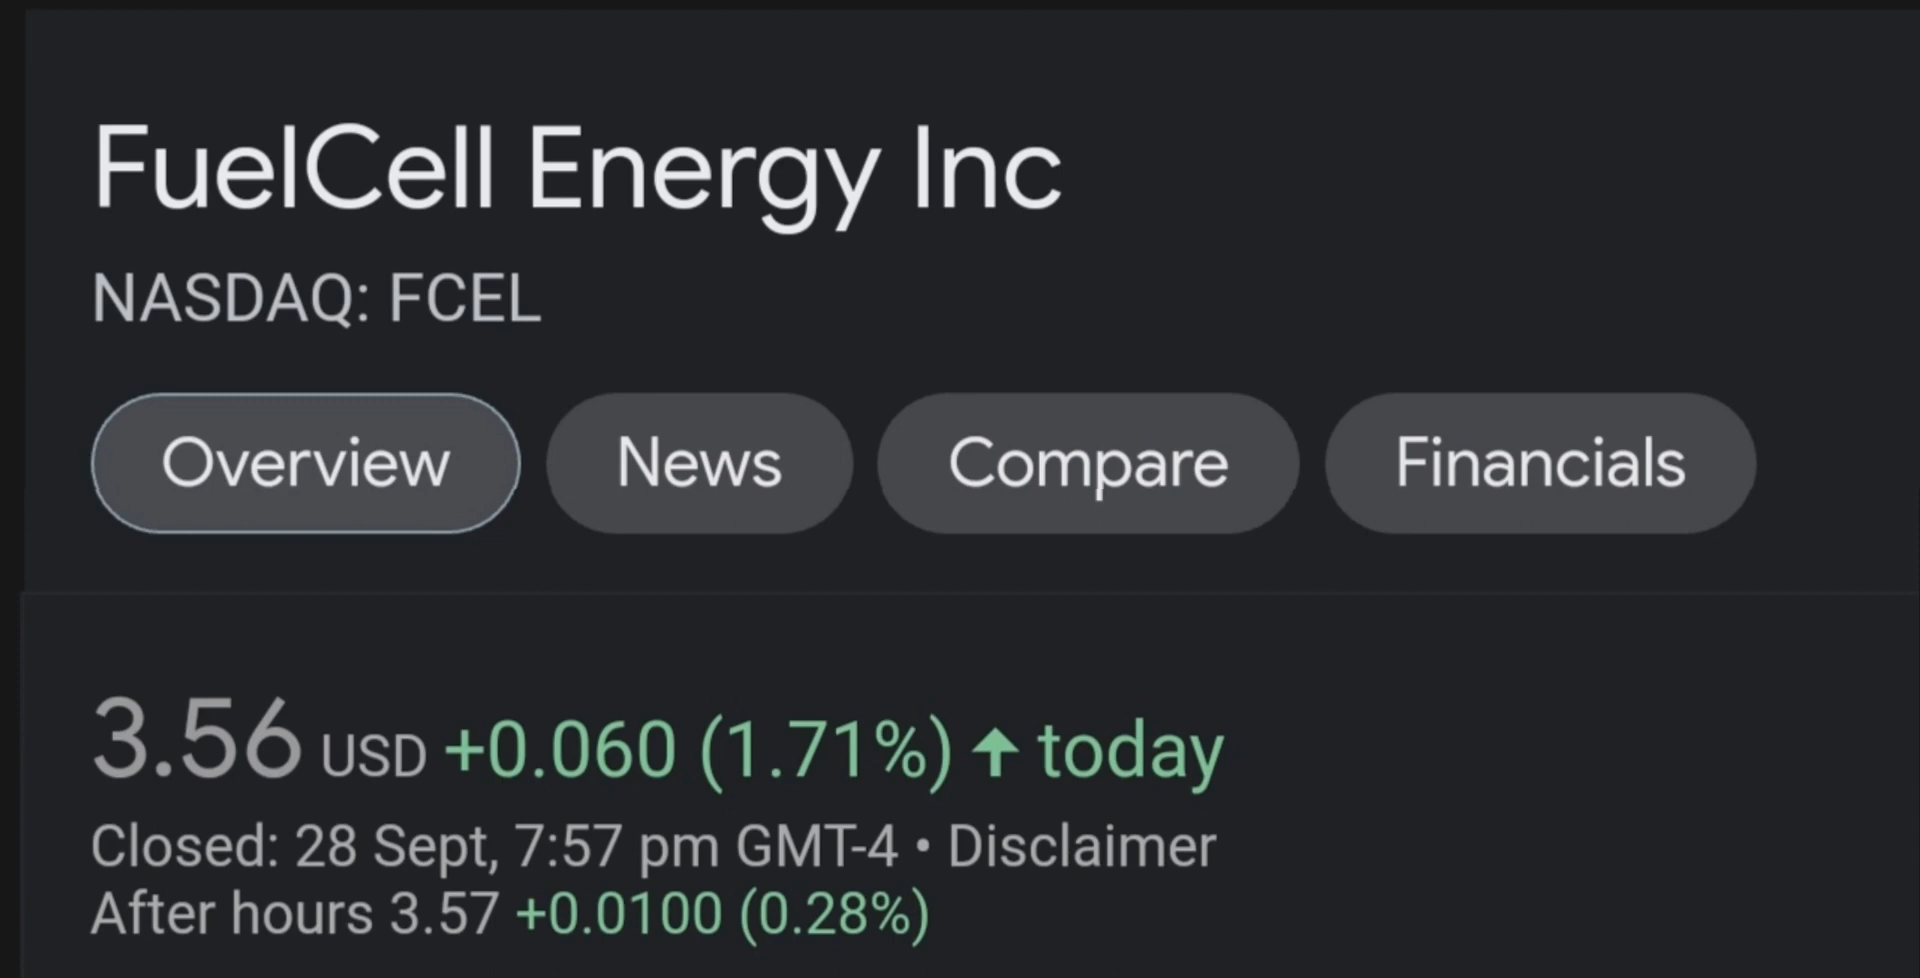 FuelCell Energy Inc
NASDAQ: FCEL
Overview News Compare Financials
3.56 USD +0.060 (1.71%) ↑ today
Closed: 28 Sept, 7:57 pm GMT-4 • Disclaimer
After hours 3.57 +0.0100 (0.28%)